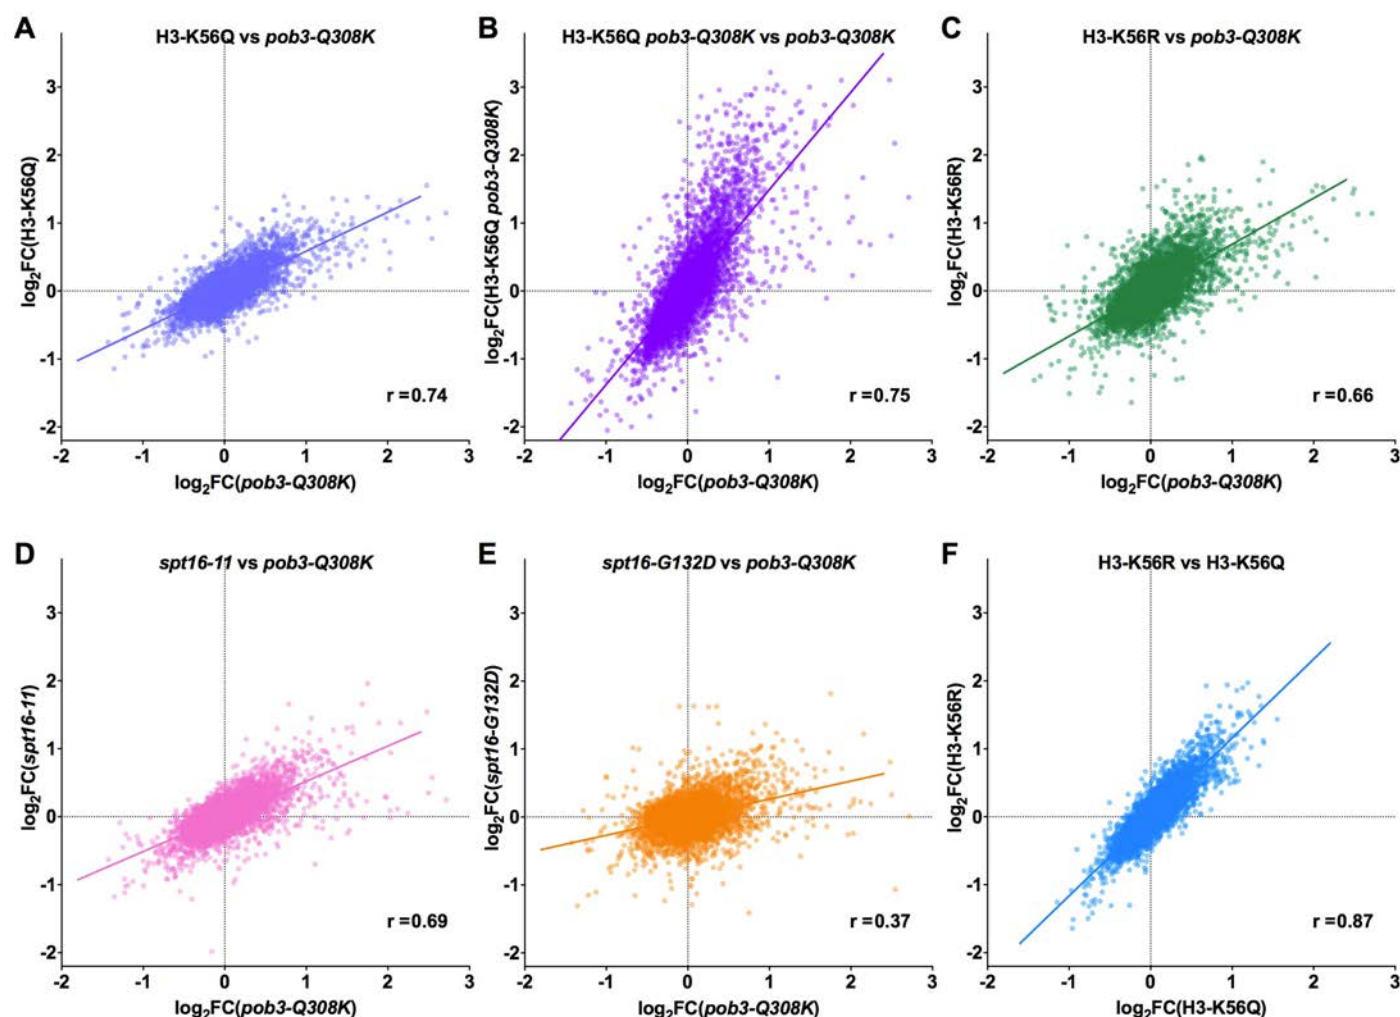 A
H3-K56Q vs pob3-Q308K
3
2
1
0
-1
-2
log2FC(H3-K56Q)
r =0.74
-2 -1 0 1 2 3
log2FC(pob3-Q308K)
B
H3-K56Q pob3-Q308K vs pob3-Q308K
3
2
1
0
-1
-2
log2FC(H3-K56Q pob3-Q308K)
r =0.75
-2 -1 0 1 2 3
log2FC(pob3-Q308K)
C
H3-K56R vs pob3-Q308K
3
2
1
0
-1
-2
log2FC(H3-K56R)
r =0.66
-2 -1 0 1 2 3
log2FC(pob3-Q308K)
D
spt16-11 vs pob3-Q308K
3
2
1
0
-1
-2
log2FC(spt16-11)
r =0.69
-2 -1 0 1 2 3
log2FC(pob3-Q308K)
E
spt16-G132D vs pob3-Q308K
3
2
1
0
-1
-2
log2FC(spt16-G132D)
r =0.37
-2 -1 0 1 2 3
log2FC(pob3-Q308K)
F
H3-K56R vs H3-K56Q
3
2
1
0
-1
-2
log2FC(H3-K56R)
r =0.87
-2 -1 0 1 2 3
log2FC(H3-K56Q)